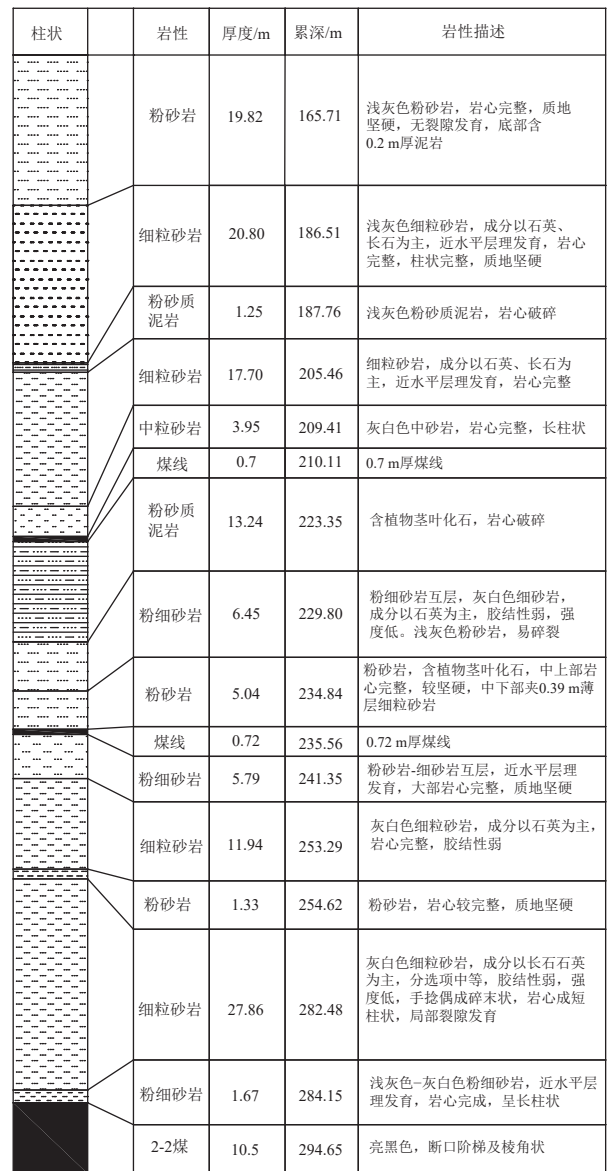 柱状 岩性 厚度/m 累深/m 岩性描述
粉砂岩 19.82 165.71
浅灰色粉砂岩，岩心完整，质地
坚硬，无裂隙发育，底部含
0.2 m厚泥岩
细粒砂岩 20.80 186.51
浅灰色细粒砂岩，成分以石英、
长石为主，近水平层理发育，岩心
完整，柱状完整，质地坚硬
粉砂质
泥岩
1.25 187.76 浅灰色粉砂质泥岩，岩心破碎
细粒砂岩 17.70 205.46
细粒砂岩，成分以石英、长石为
主，近水平层理发育，岩心完整
中粒砂岩 3.95 209.41 灰白色中砂岩，岩心完整，长柱状
煤线 0.7 210.11 0.7 m厚煤线
粉砂质
泥岩
13.24 223.35 含植物茎叶化石，岩心破碎
粉细砂岩 6.45 229.80
粉细砂岩互层，灰白色细砂岩，
成分以石英为主，胶结性弱，强
度低。浅灰色粉砂岩，易碎裂
粉砂岩 5.04 234.84
粉砂岩，含植物茎叶化石，中上部岩
心完整，较坚硬，中下部夹0.39 m薄
层细粒砂岩
煤线 0.72 235.56 0.72 m厚煤线
粉细砂岩 5.79 241.35
粉砂岩-细砂岩互层，近水平层理
发育，大部岩心完整，质地坚硬
细粒砂岩 11.94 253.29
灰白色细粒砂岩，成分以石英为主，
岩心完整，胶结性弱
粉砂岩 1.33 254.62 粉砂岩，岩心较完整，质地坚硬
细粒砂岩 27.86 282.48
灰白色细粒砂岩，成分以长石石英
为主，分选项中等，胶结性弱，强
度低，手捻偶成碎末状，岩心成短
柱状，局部裂隙发育
粉细砂岩 1.67 284.15
浅灰色−灰白色粉细砂岩，近水平层
理发育，岩心完成，呈长柱状
2-2煤 10.5 294.65 亮黑色，断口阶梯及棱角状